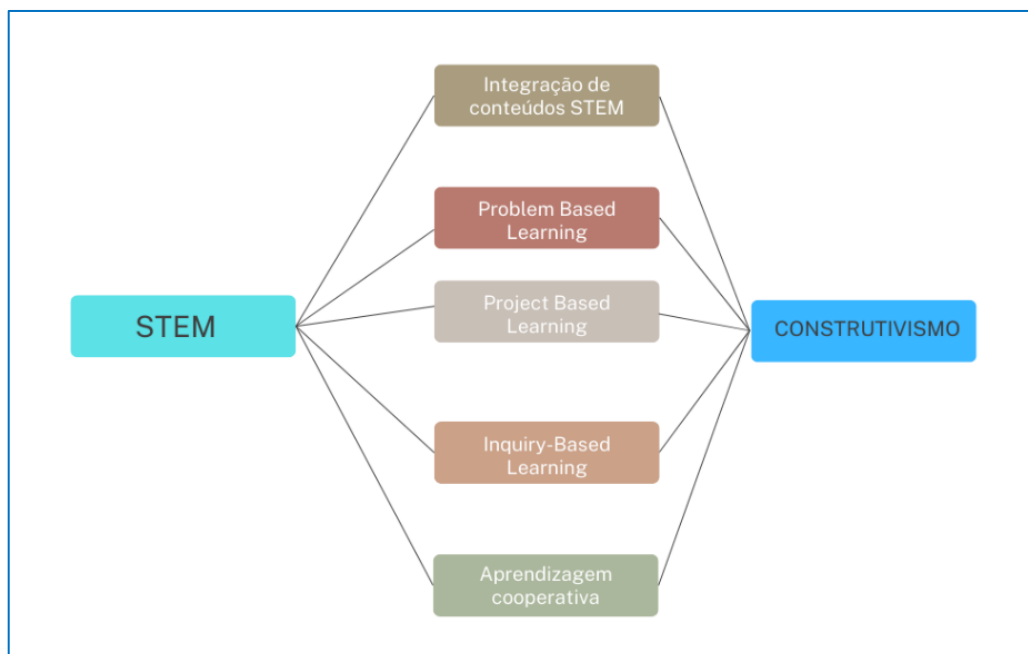 Integração de
conteúdos STEM
Problem Based
Learning
Project Based
Learning
STEM
CONSTRUTIVISMO
Inquiry-Based
Learning
Aprendizagem
cooperativa